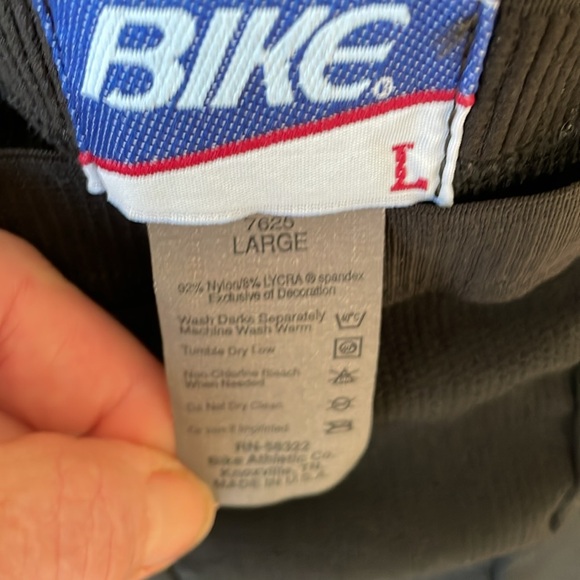 BIKE®
L
7625
LARGE
92% Nylon/8% LYCRA ® spandex
Exclusive of Decoration
Wash Darks Separately
Machine Wash Warm
Tumble Dry Low
Non-Chlorine Bleach
When Needed
Do Not Dry Clean
RN-58322
Bike Athletic Co.
Knoxville, TN.
MADE IN U.S.A.